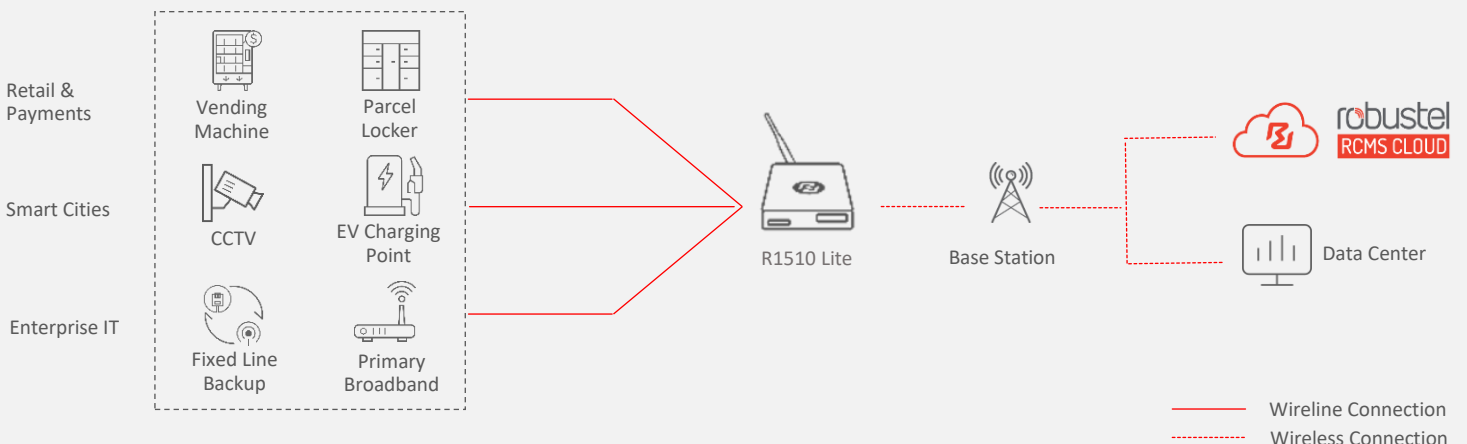 Retail &
Payments
Vending
Machine
Parcel
Locker
Smart Cities
CCTV
EV Charging
Point
Enterprise IT
Fixed Line
Backup
Primary
Broadband
R1510 Lite
Base Station
robustel
RCMS CLOUD
Data Center
Wireline Connection
Wireless Connection